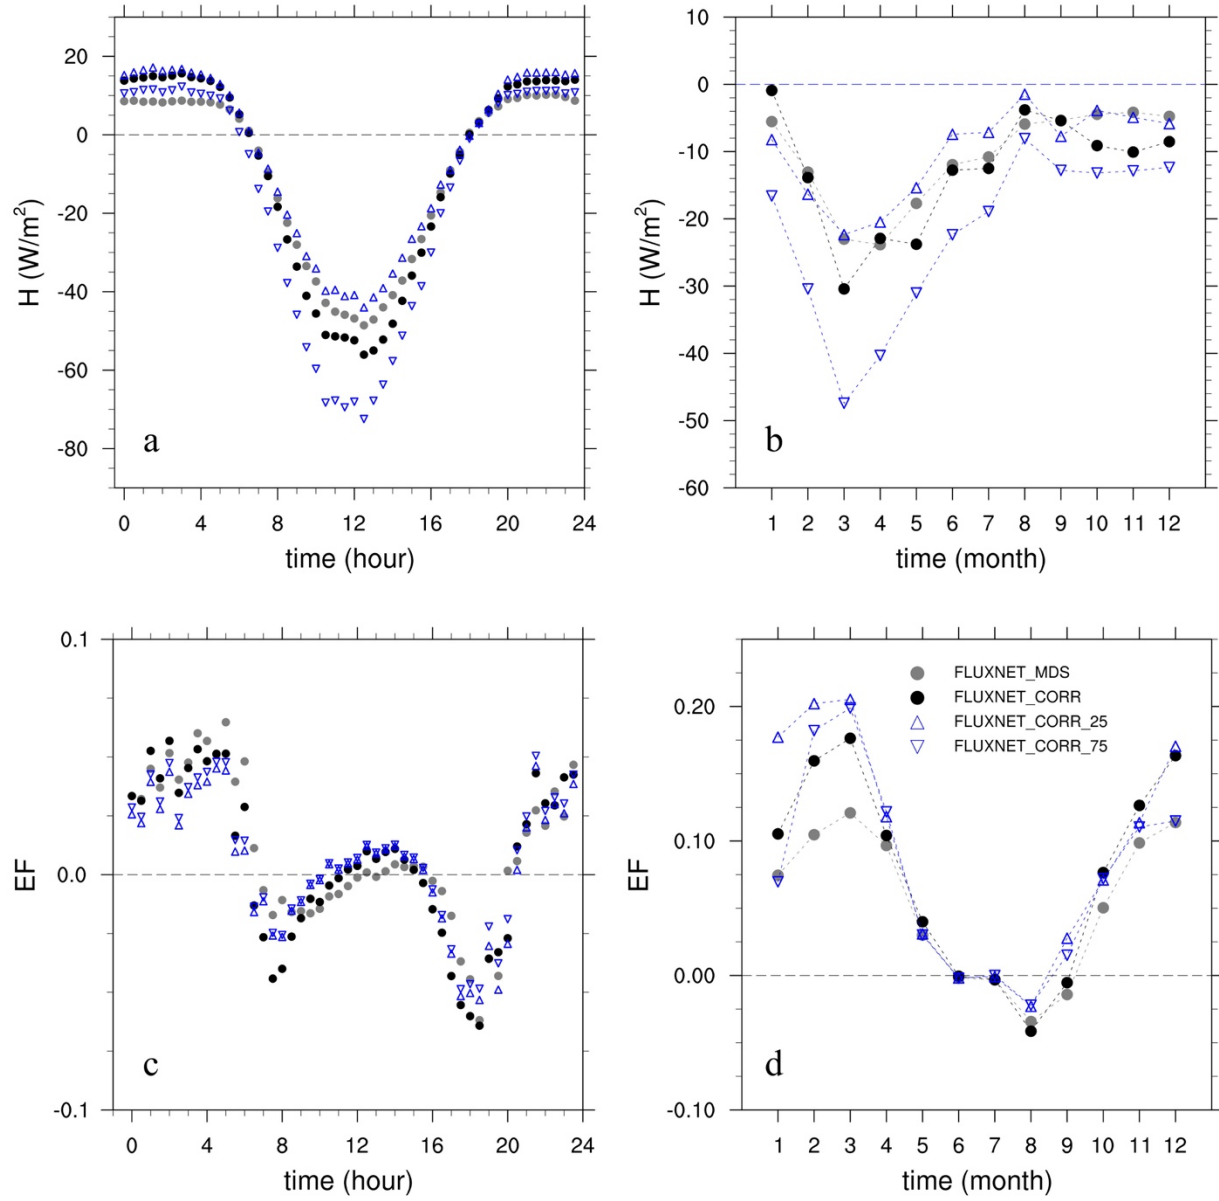 20
0
-20
-40
-60
-80
H (W/m²)
a
0 4 8 12 16 20 24
time (hour)
10
0
-10
-20
-30
-40
-50
-60
H (W/m²)
b
1 2 3 4 5 6 7 8 9 10 11 12
time (month)
0.1
0.0
-0.1
EF
c
0 4 8 12 16 20 24
time (hour)
0.20
0.10
0.00
-0.10
EF
FLUXNET_MDS
FLUXNET_CORR
FLUXNET_CORR_25
FLUXNET_CORR_75
d
1 2 3 4 5 6 7 8 9 10 11 12
time (month)